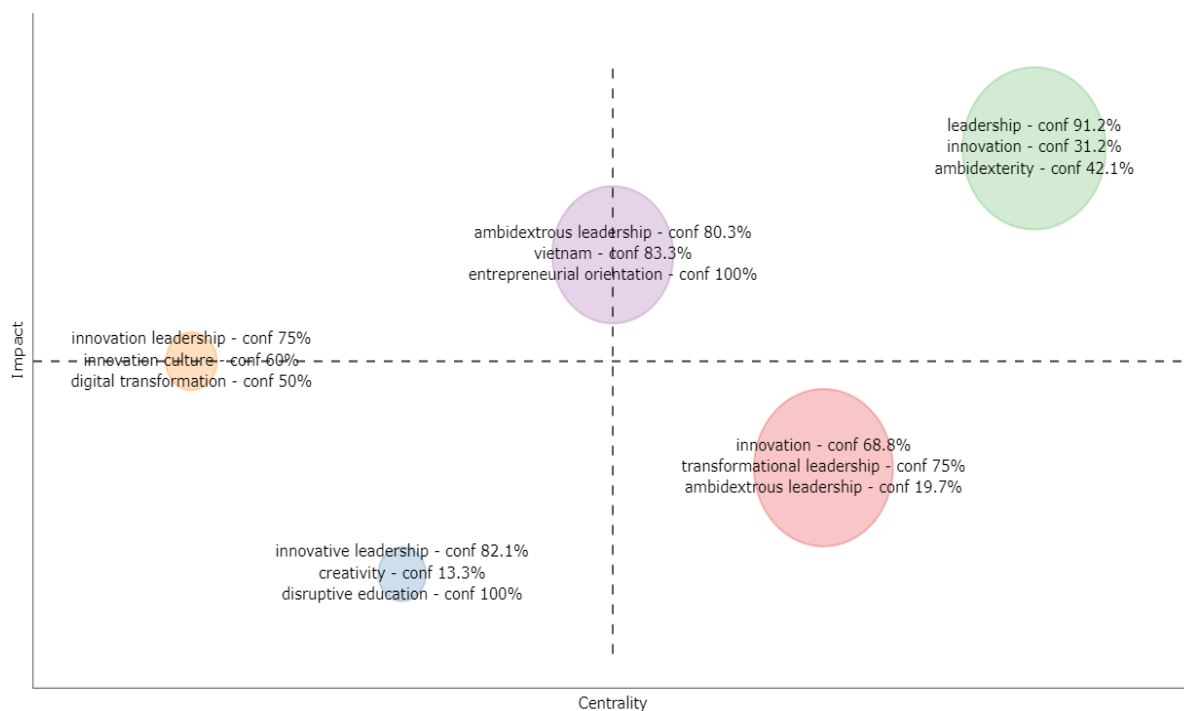 leadership - conf 91.2%
innovation - conf 31.2%
ambidexterity - conf 42.1%
ambidextrous leadership - conf 80.3%
vietnam - conf 83.3%
entrepreneurial orientation - conf 100%
Impact
innovation leadership - conf 75%
innovation culture - conf 60%
digital transformation - conf 50%
innovation - conf 68.8%
transformational leadership - conf 75%
ambidextrous leadership - conf 19.7%
innovative leadership - conf 82.1%
creativity - conf 13.3%
disruptive education - conf 100%
Centrality